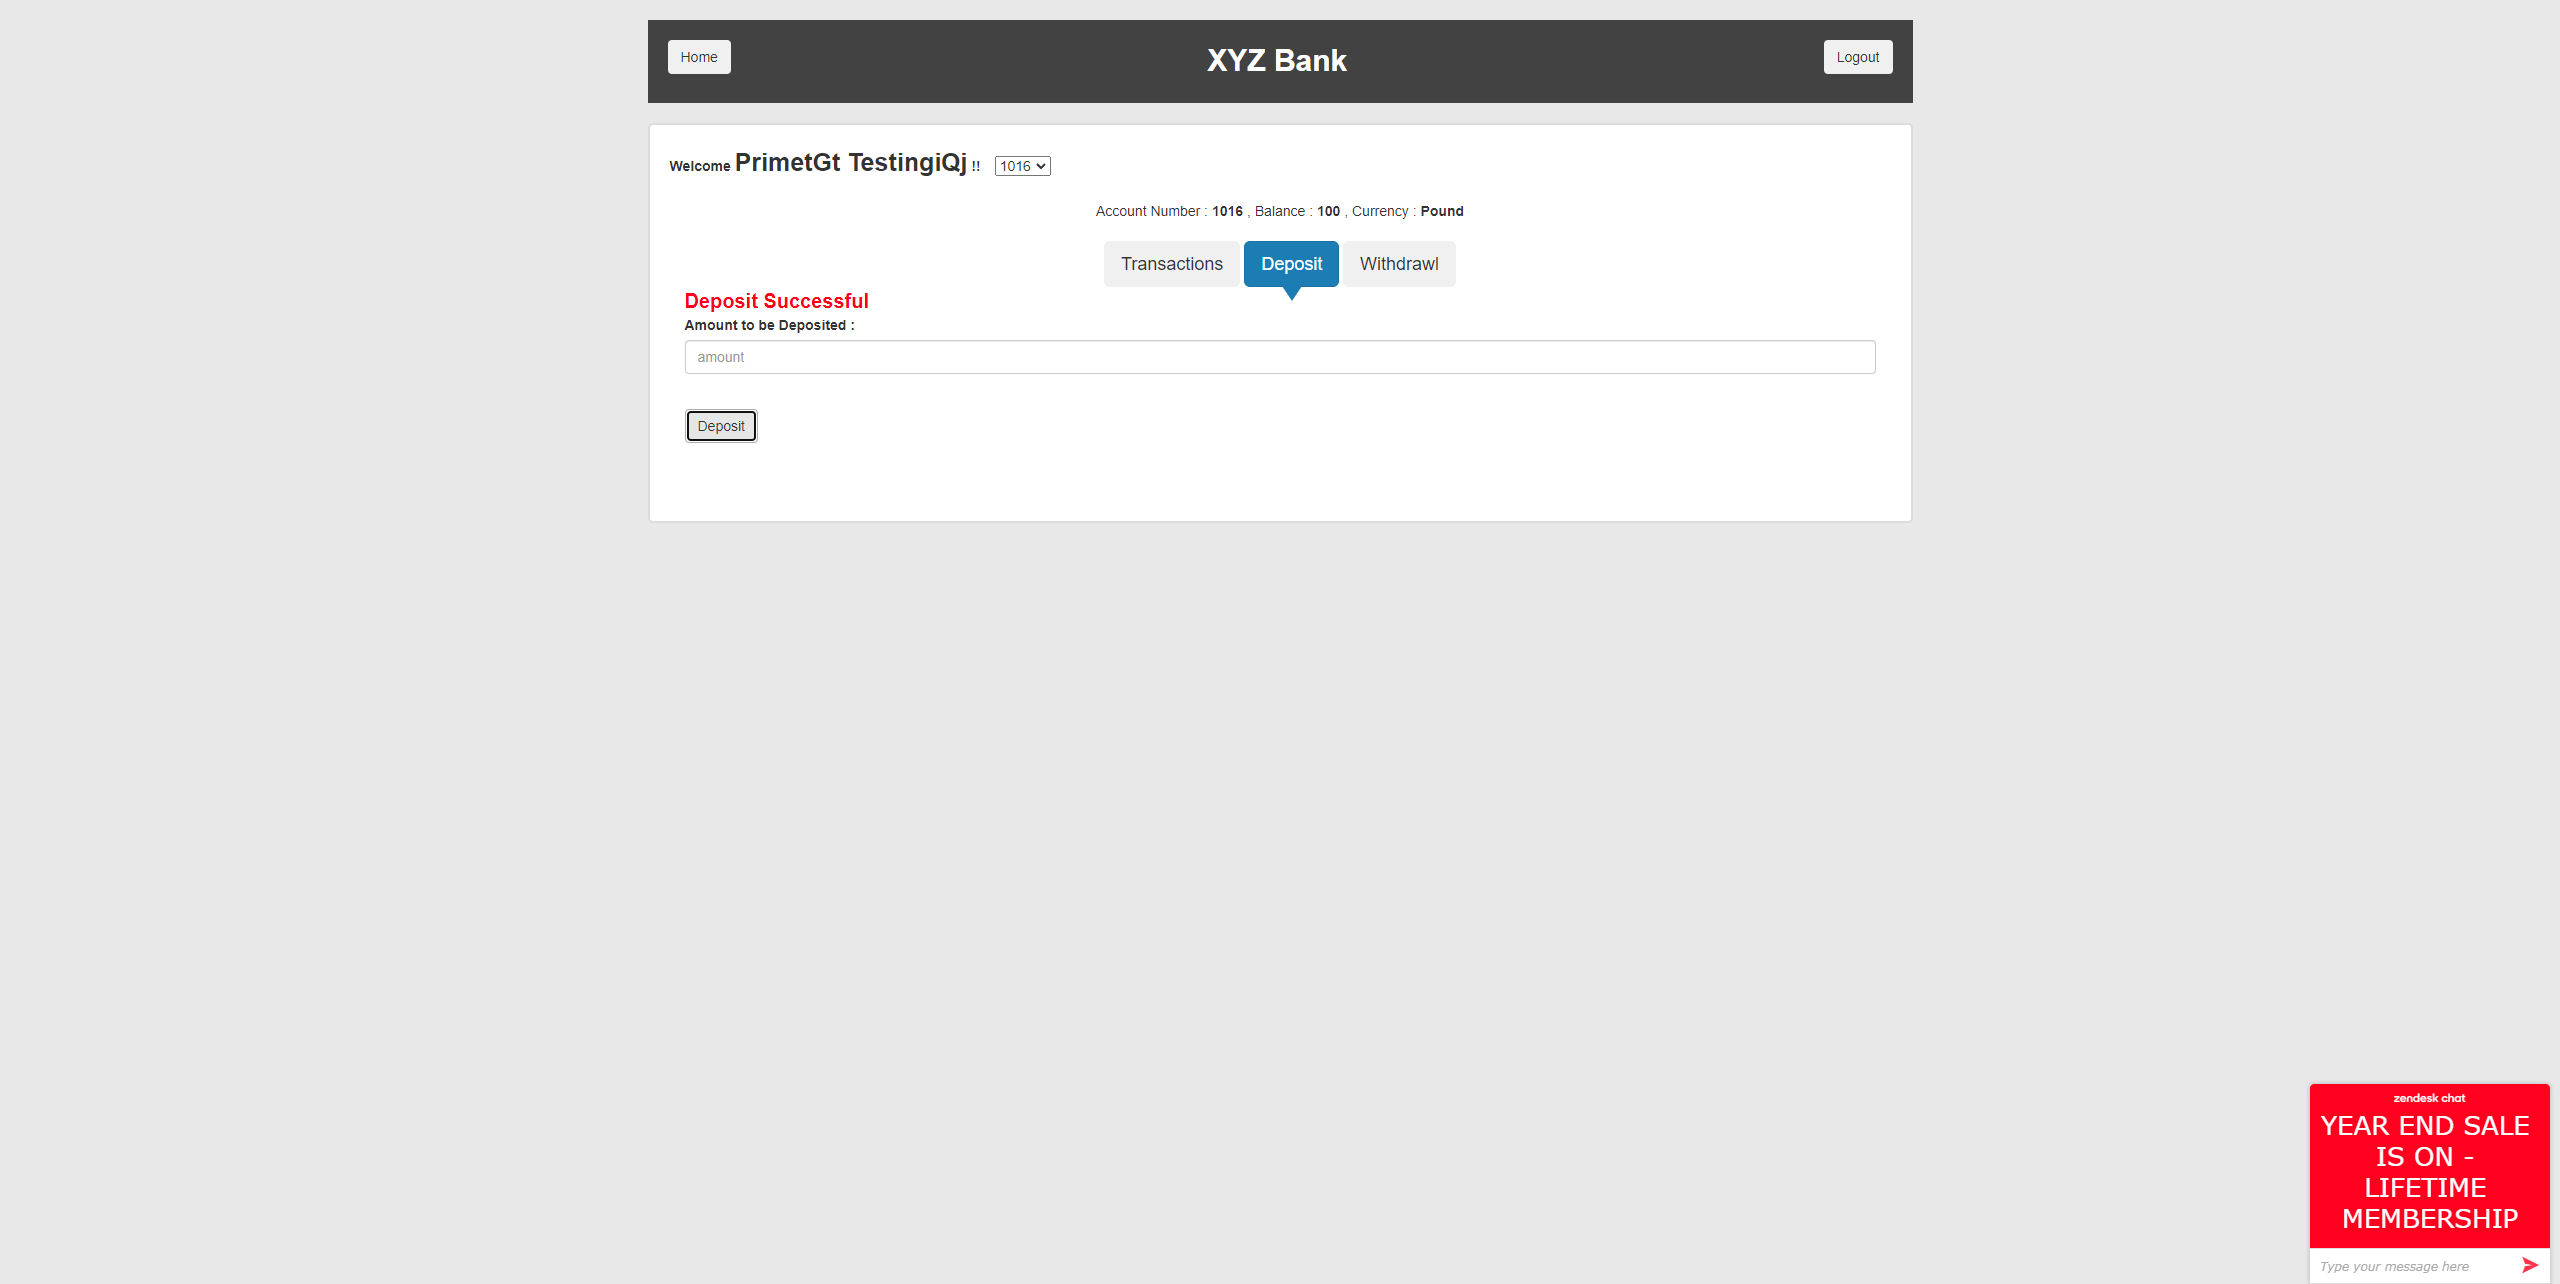 Home
XYZ Bank
Logout
Welcome PrimetGt TestingiQj !! 1016
Account Number : 1016 , Balance : 100 , Currency : Pound
Transactions
Deposit
Withdrawl
Deposit Successful
Amount to be Deposited :
amount
Deposit
zendesk chat
YEAR END SALE
IS ON -
LIFETIME
MEMBERSHIP
Type your message here